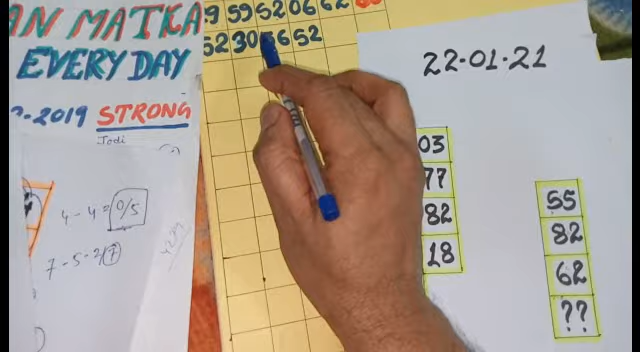 AN MATKA
EVERY DAY
2-2019 STRONG
Jodi
4-4=0/5
7-5-2/7
9 59 52 06 62
52 30 56 52
22-01-21
03
77
82
18
55
82
62
??